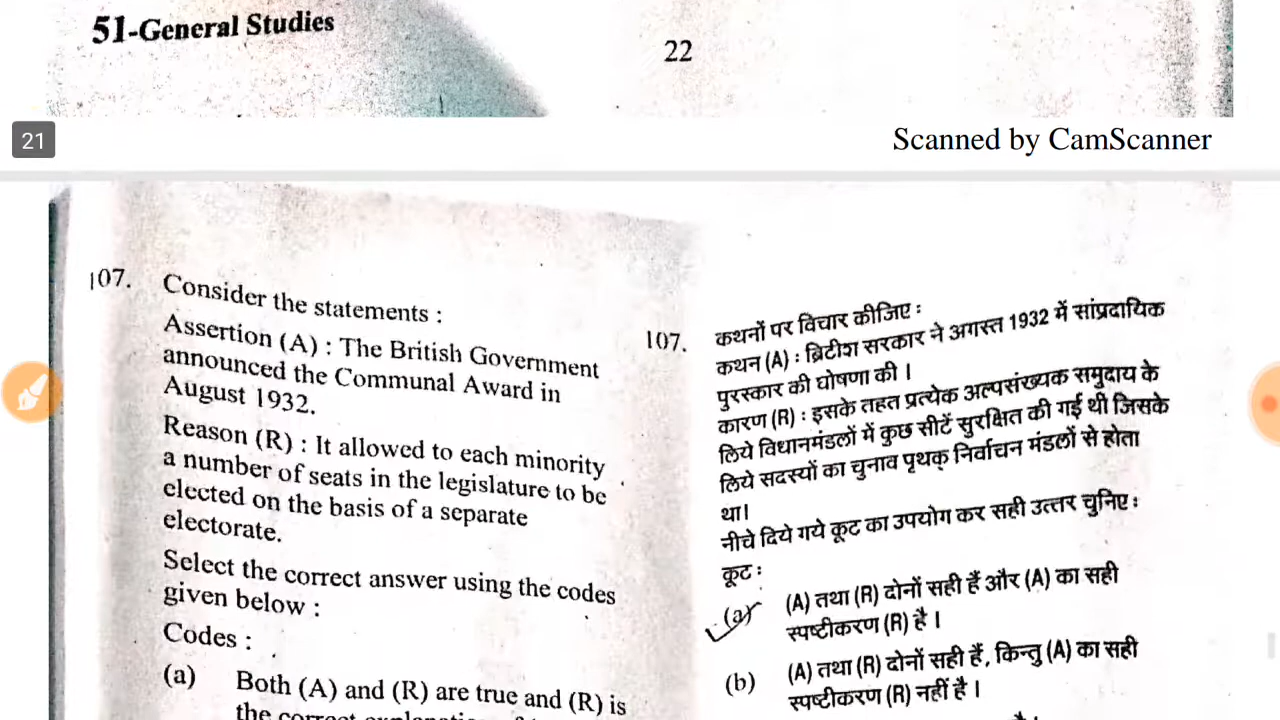 51-General Studies
22
21
Scanned by CamScanner
107. Consider the statements :
Assertion (A) : The British Government
announced the Communal Award in
August 1932.
Reason (R) : It allowed to each minority
a number of seats in the legislature to be
elected on the basis of a separate
electorate.
Select the correct answer using the codes
given below :
Codes :
(a) Both (A) and (R) are true and (R) is
the correct
107. कथनों पर विचार कीजिए :
कथन (A) : ब्रिटीश सरकार ने अगस्त 1932 में सांप्रदायिक
पुरस्कार की घोषणा की ।
कारण (R) : इसके तहत प्रत्येक अल्पसंख्यक समुदाय के
लिये विधानमंडलों में कुछ सीटें सुरक्षित की गई थी जिसके
लिये सदस्यों का चुनाव पृथक् निर्वाचन मंडलों से होता
था।
नीचे दिये गये कूट का उपयोग कर सही उत्तर चुनिए :
कूट :
(a) (A) तथा (R) दोनों सही हैं और (A) का सही
स्पष्टीकरण (R) है ।
(b) (A) तथा (R) दोनों सही हैं, किन्तु (A) का सही
स्पष्टीकरण (R) नहीं है ।